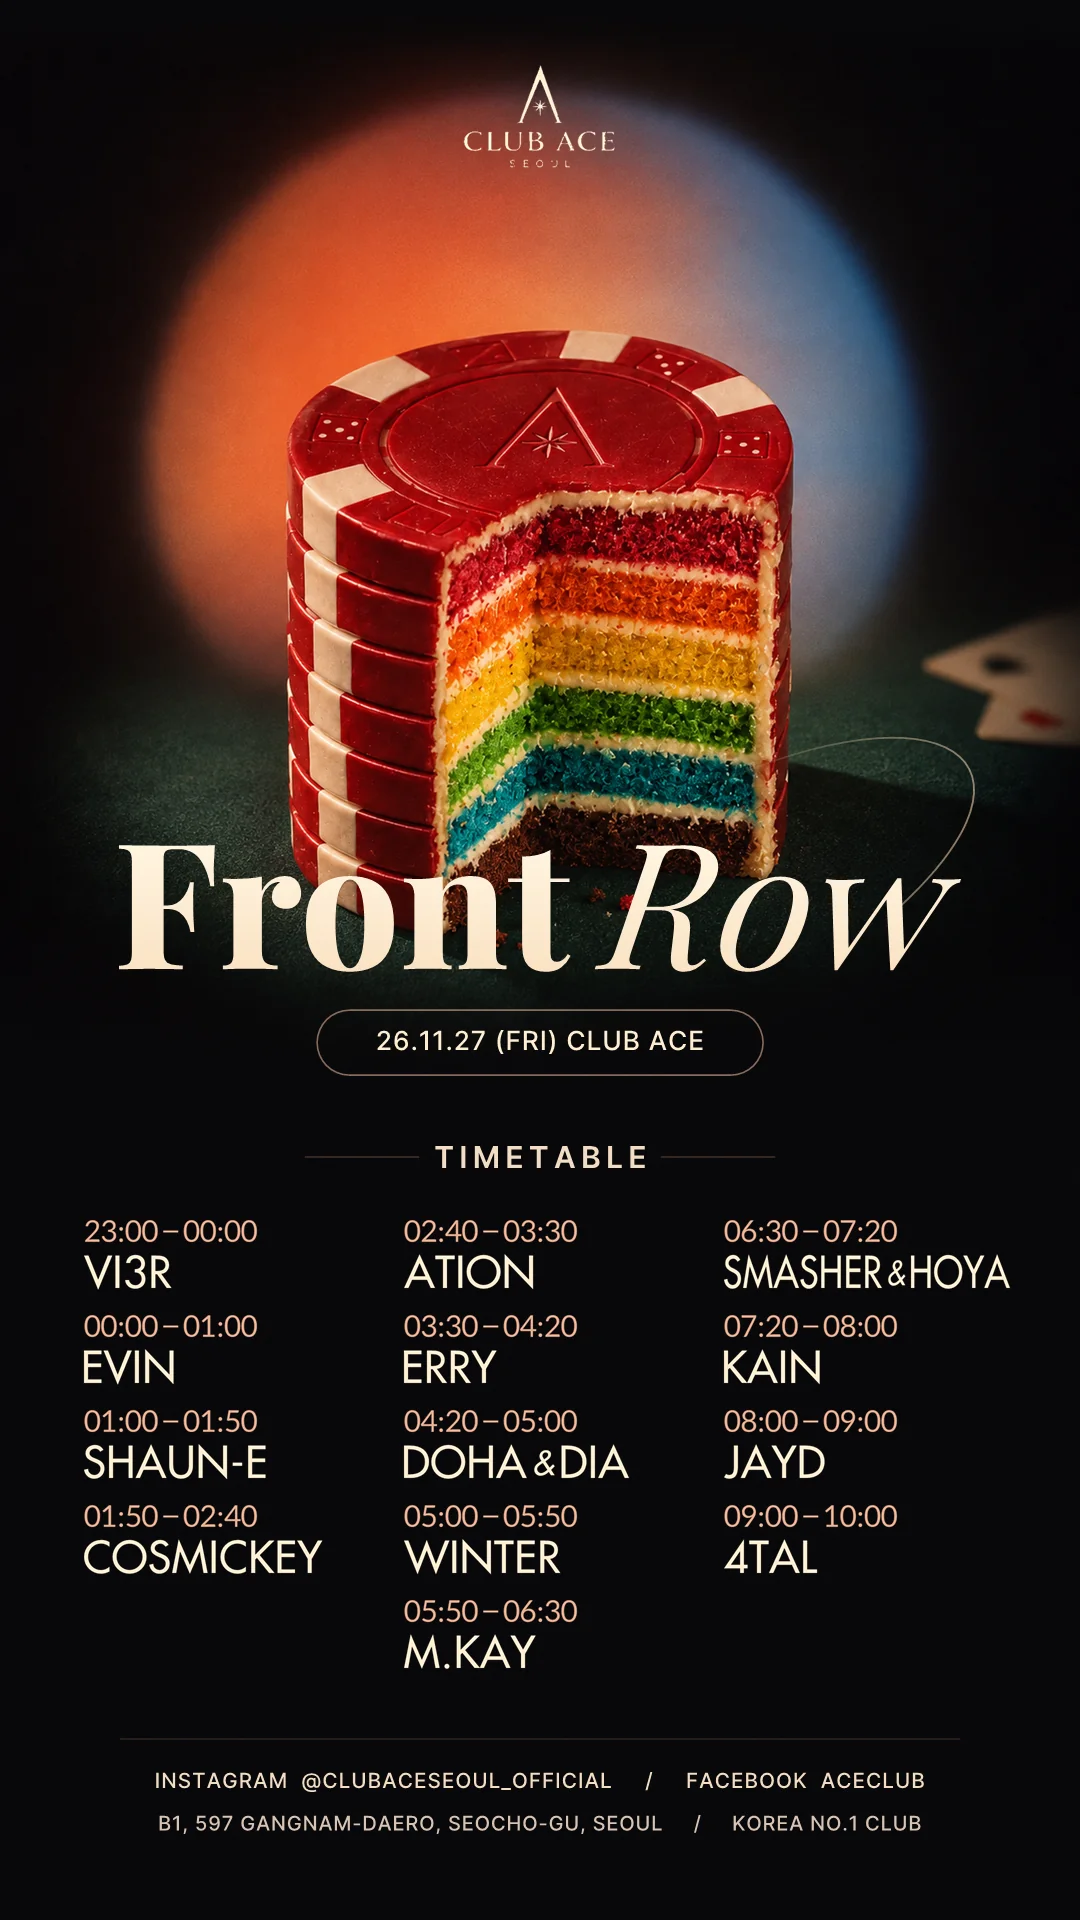 CLUB ACE
SEOUL
Front Row
26.11.27 (FRI) CLUB ACE
TIMETABLE
23:00–00:00
VI3R
00:00–01:00
EVIN
01:00–01:50
SHAUN-E
01:50–02:40
COSMICKEY
02:40–03:30
ATION
03:30–04:20
ERRY
04:20–05:00
DOHA & DIA
05:00–05:50
WINTER
05:50–06:30
M.KAY
06:30–07:20
SMASHER & HOYA
07:20–08:00
KAIN
08:00–09:00
JAYD
09:00–10:00
4TAL
INSTAGRAM @CLUBACESEOUL_OFFICIAL / FACEBOOK ACECLUB
B1, 597 GANGNAM-DAERO, SEOCHO-GU, SEOUL / KOREA NO.1 CLUB